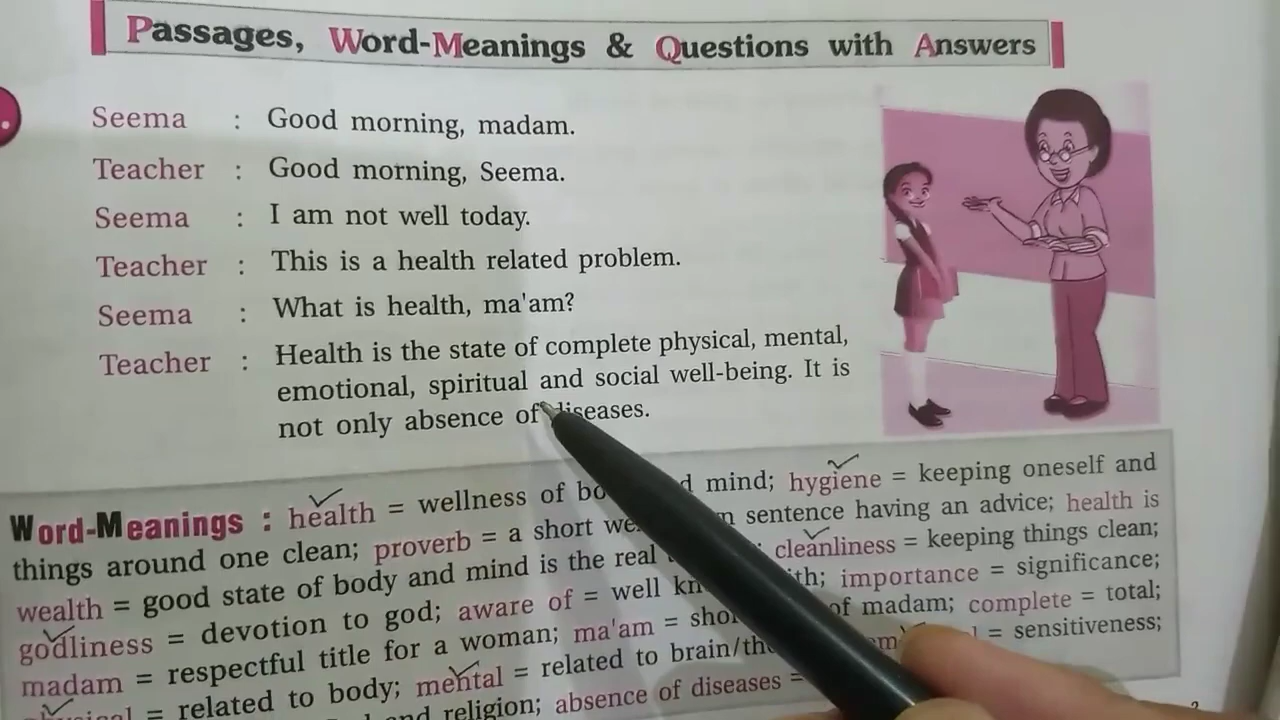 Passages, Word-Meanings & Questions with Answers
Seema : Good morning, madam.
Teacher : Good morning, Seema.
Seema : I am not well today.
Teacher : This is a health related problem.
Seema : What is health, ma'am?
Teacher : Health is the state of complete physical, mental,
emotional, spiritual and social well-being. It is
not only absence of diseases.
Word-Meanings : health = wellness of mind; hygiene = keeping oneself and
things around one clean; proverb = a short sentence having an advice; health is
wealth = good state of body and mind is the real cleanliness = keeping things clean;
godliness = devotion to god; aware of = well importance = significance;
madam = respectful title for a woman; ma'am = of madam; complete = total;
= related to body; mental = related to = sensitiveness;
and religion; absence of diseases =